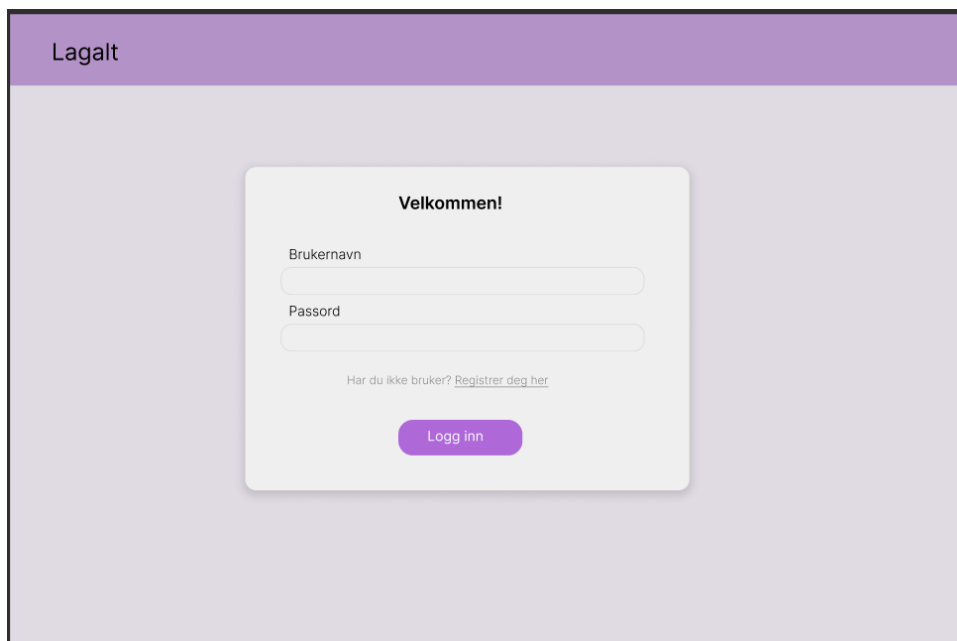 Lagalt
Velkommen!
Brukernavn
Passord
Har du ikke bruker? Registrer deg her
Logg inn